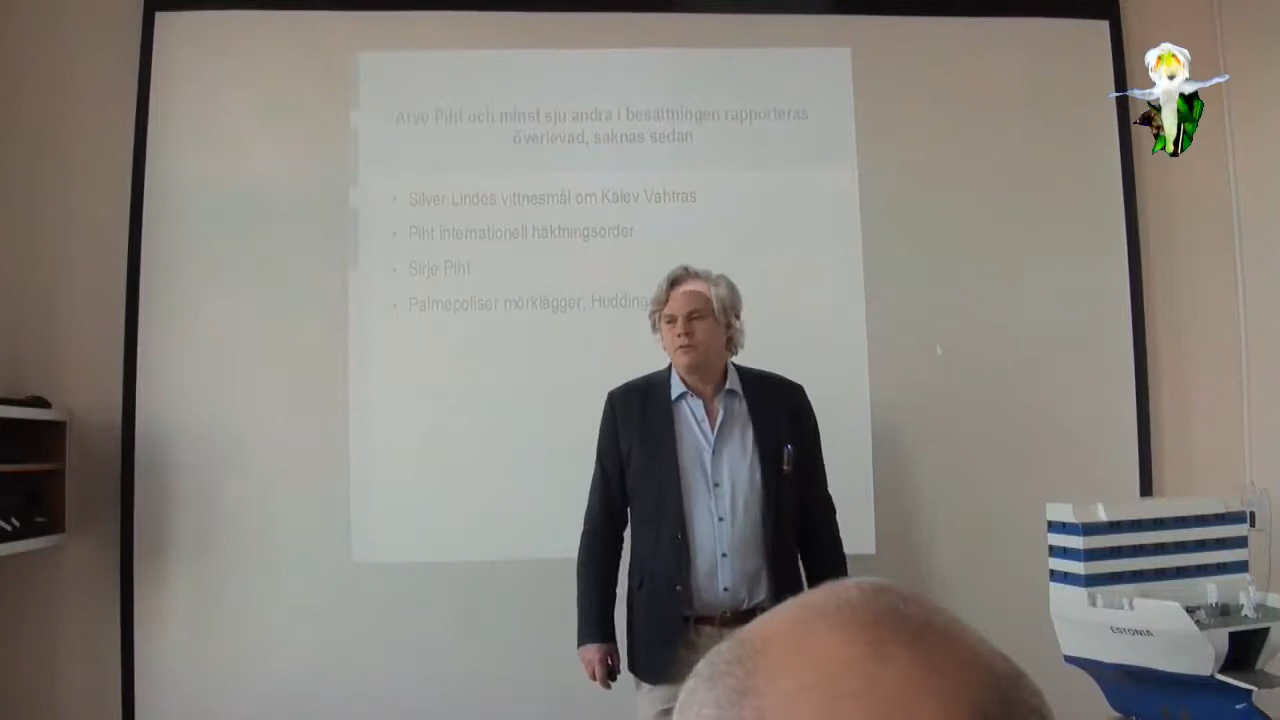 Arvo Piht och minst sju andra i besättningen rapporteras
överlevad, saknas sedan
• Silver Lindes vittnesmål om Kalev Vahtras
• Piht internationell häktningsorder
• Sirje Piht
• Palmepoliser mörklägger, Hudding
ESTONIA